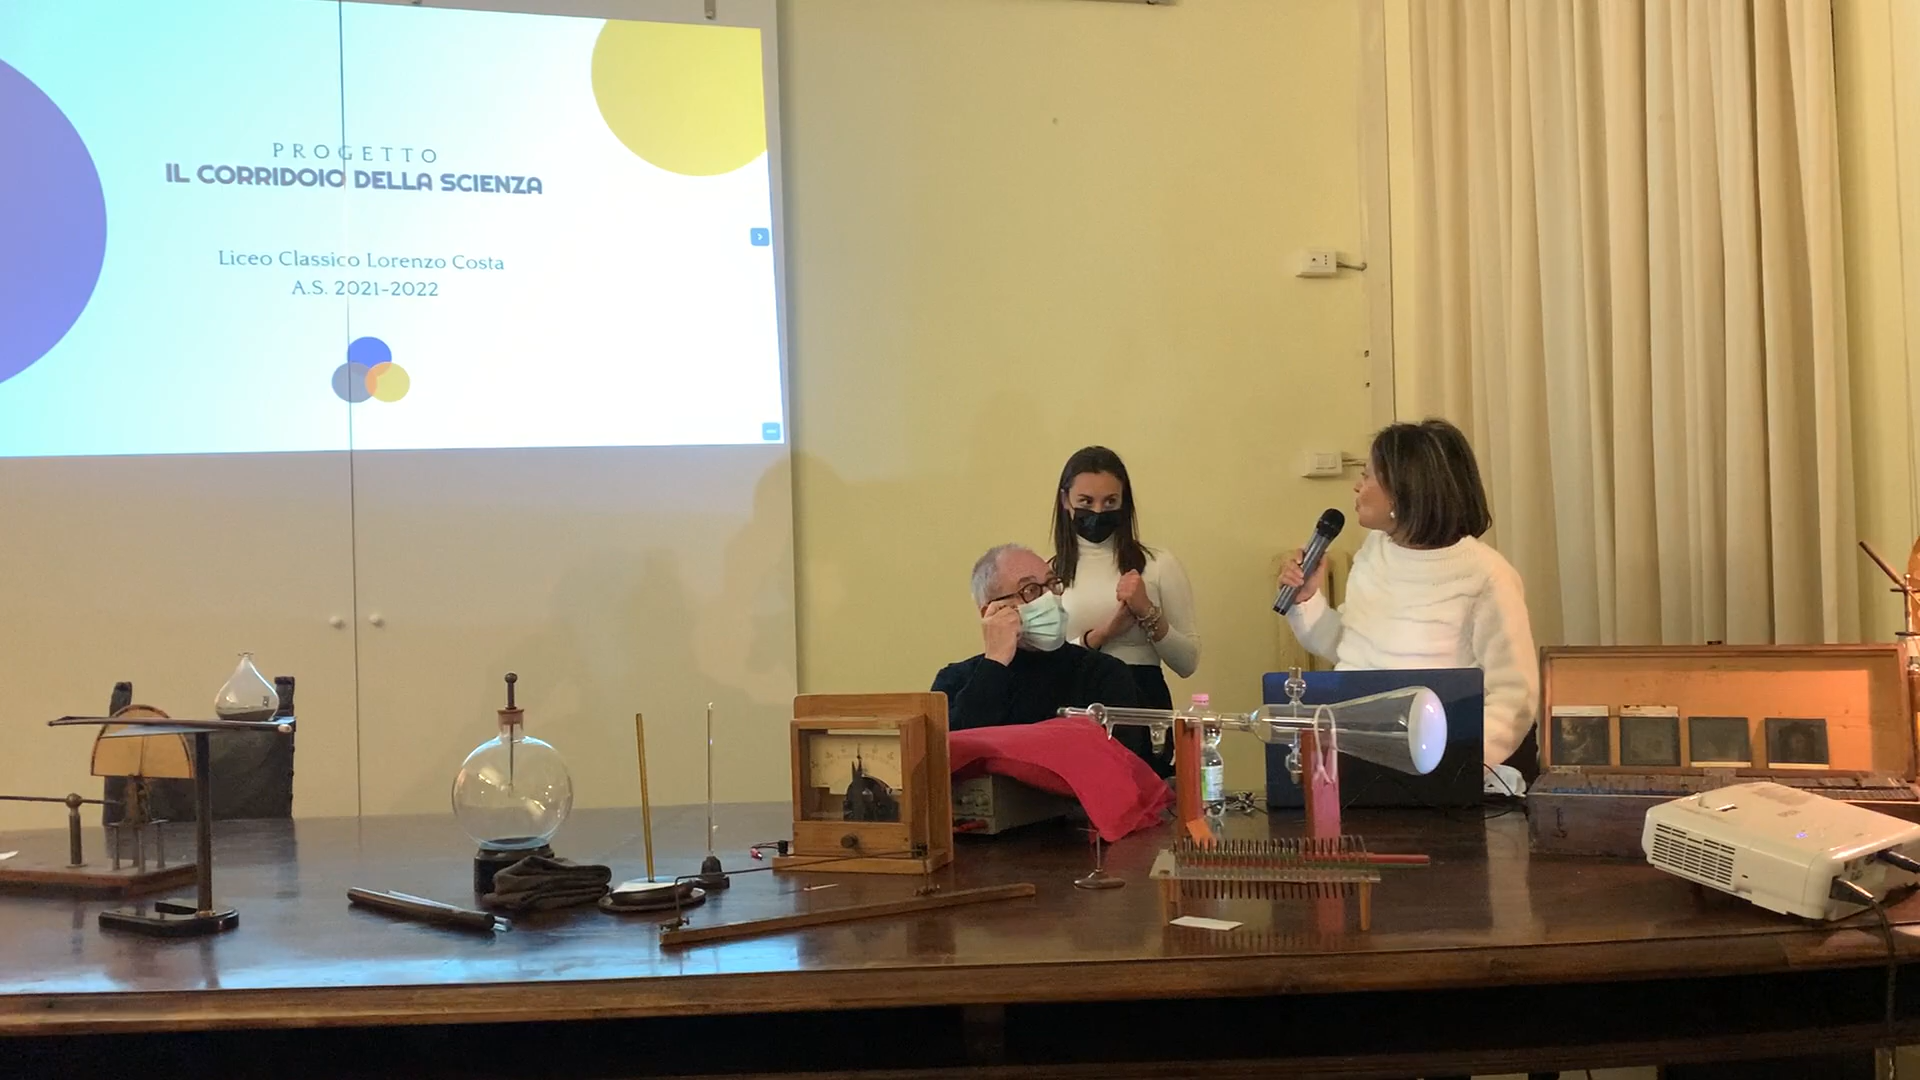 PROGETTO
IL CORRIDOIO DELLA SCIENZA
Liceo Classico Lorenzo Costa
A.S. 2021-2022